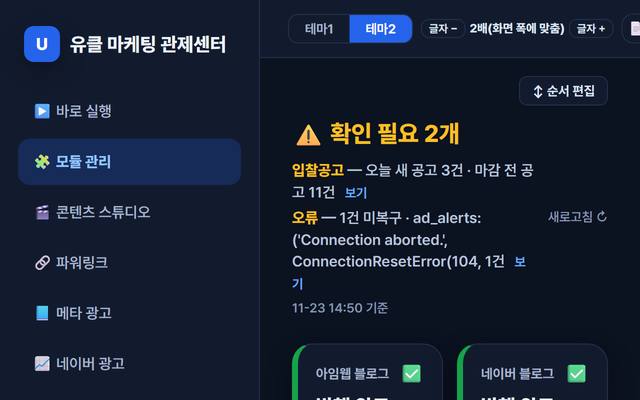 U 유클 마케팅 관제센터
바로 실행
모듈 관리
콘텐츠 스튜디오
파워링크
메타 광고
네이버 광고
테마1 테마2 글자 − 2배(화면 폭에 맞춤) 글자 +
↕ 순서 편집
확인 필요 2개
입찰공고 — 오늘 새 공고 3건 · 마감 전 공
고 11건 보기
오류 — 1건 미복구 · ad_alerts:
('Connection aborted.',
ConnectionResetError(104, 1건 보
기
새로고침 ↻
11-23 14:50 기준
아임웹 블로그 ✅ 네이버 블로그 ✅